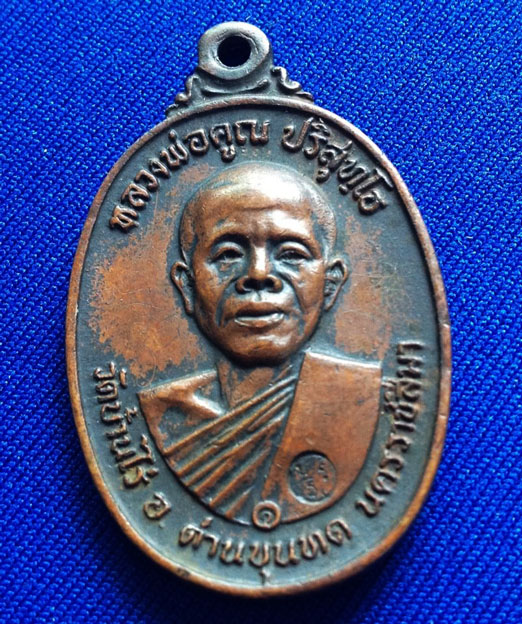 หลวงพ่อคูณ ปริสุทฺโธ
๑
วัดบ้านไร่ อ. ด่านขุนทด นครราชสีมา